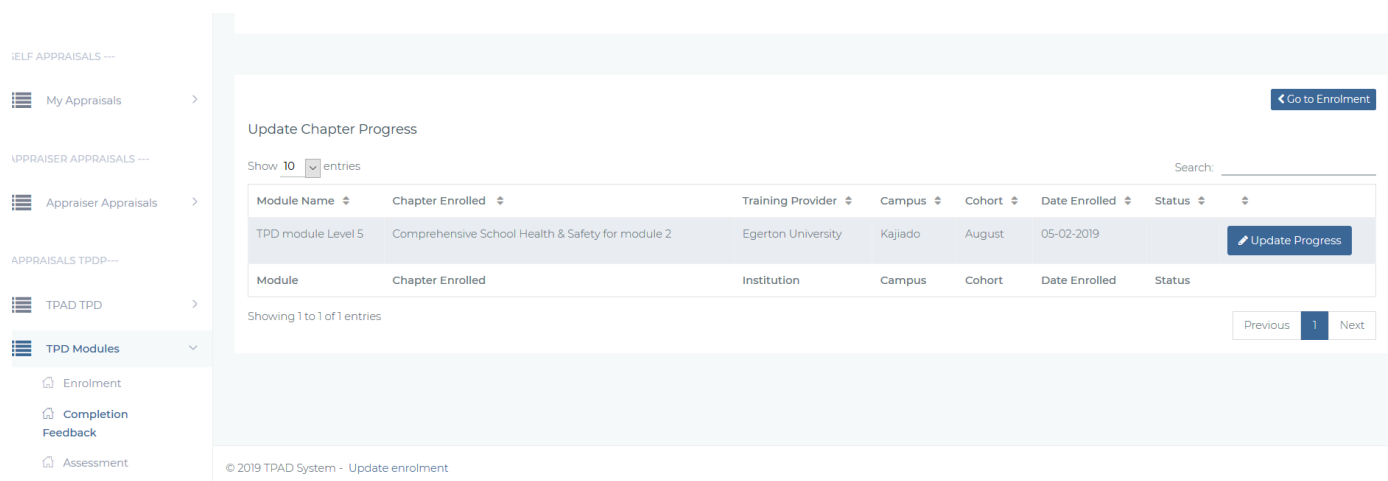 SELF APPRAISALS ---
My Appraisals
APPRAISER APPRAISALS ---
Appraiser Appraisals
APPRAISALS TPDP---
TPAD TPD
TPD Modules
Enrolment
Completion
Feedback
Assessment
Go to Enrolment
Update Chapter Progress
Show 10 entries
Search:
Module Name Chapter Enrolled Training Provider Campus Cohort Date Enrolled Status
TPD module Level 5 Comprehensive School Health & Safety for module 2 Egerton University Kajiado August 05-02-2019 Update Progress
Module Chapter Enrolled Institution Campus Cohort Date Enrolled Status
Showing 1 to 1 of 1 entries
Previous 1 Next
© 2019 TPAD System - Update enrolment